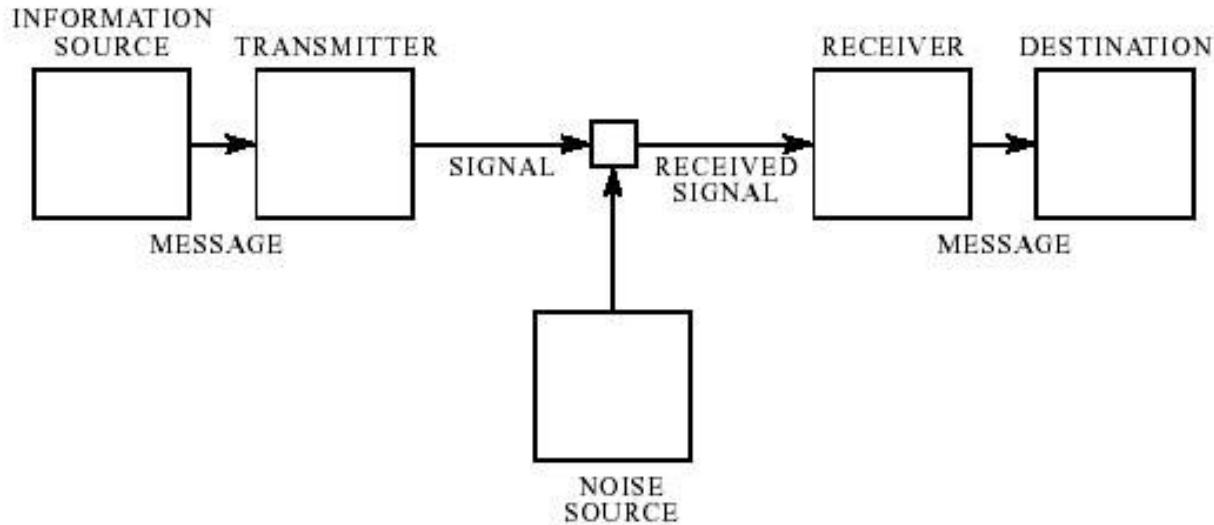 INFORMATION
SOURCE
TRANSMITTER
RECEIVER
DESTINATION
SIGNAL
RECEIVED
SIGNAL
MESSAGE
MESSAGE
NOISE
SOURCE